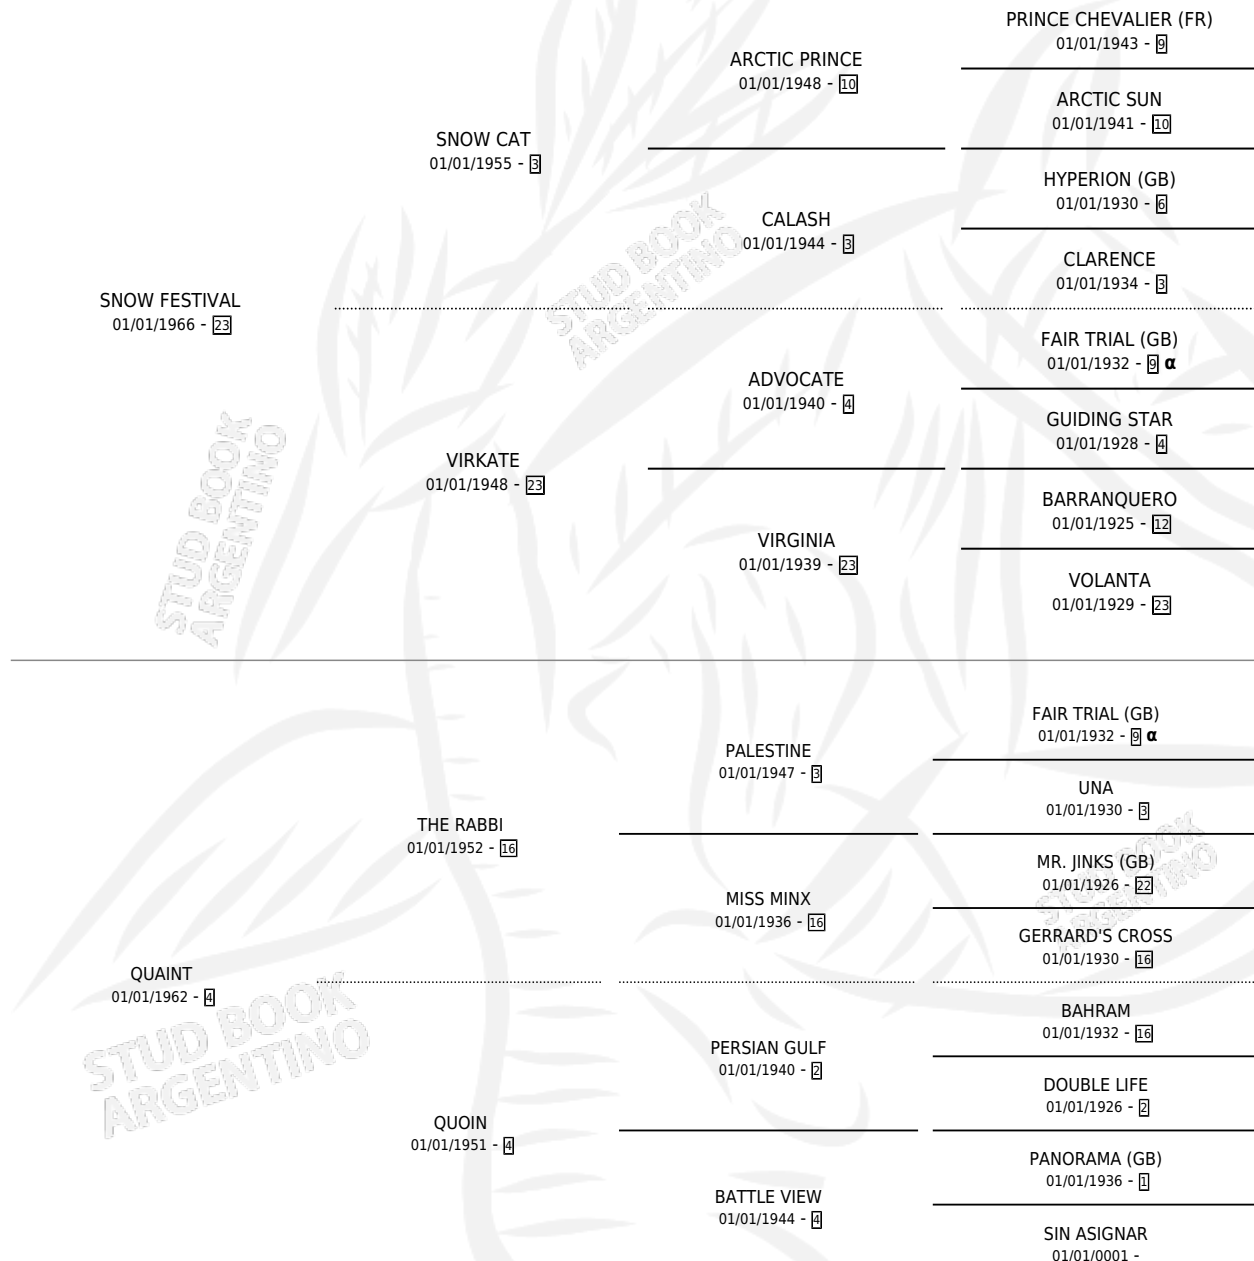 PRINCE CHEVALIER (FR)
01/01/1943 - 9
ARCTIC PRINCE
01/01/1948 - 10
ARCTIC SUN
01/01/1941 - 10
SNOW CAT
01/01/1955 - 3
HYPERION (GB)
01/01/1930 - 6
CALASH
01/01/1944 - 3
CLARENCE
01/01/1934 - 3
SNOW FESTIVAL
01/01/1966 - 23
FAIR TRIAL (GB)
01/01/1932 - 9 α
ADVOCATE
01/01/1940 - 4
GUIDING STAR
01/01/1928 - 4
VIRKATE
01/01/1948 - 23
BARRANQUERO
01/01/1925 - 12
VIRGINIA
01/01/1939 - 23
VOLANTA
01/01/1929 - 23
FAIR TRIAL (GB)
01/01/1932 - 9 α
PALESTINE
01/01/1947 - 3
UNA
01/01/1930 - 3
THE RABBI
01/01/1952 - 16
MR. JINKS (GB)
01/01/1926 - 22
MISS MINX
01/01/1936 - 16
GERRARD'S CROSS
01/01/1930 - 16
QUAINT
01/01/1962 - 4
BAHRAM
01/01/1932 - 16
PERSIAN GULF
01/01/1940 - 2
DOUBLE LIFE
01/01/1926 - 2
QUOIN
01/01/1951 - 4
PANORAMA (GB)
01/01/1936 - 1
BATTLE VIEW
01/01/1944 - 4
SIN ASIGNAR
01/01/0001 -
STUD BOOK
ARGENTINO
STUD BOOK
ARGENTINO
STUD BOOK
ARGENTINO
STUD BOOK
ARGENTINO